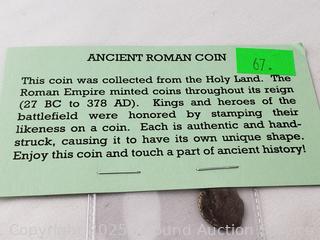 ANCIENT ROMAN COIN
67.
This coin was collected from the Holy Land. The
Roman Empire minted coins throughout its reign
(27 BC to 378 AD). Kings and heroes of the
battlefield were honored by stamping their
likeness on a coin. Each is authentic and hand-
struck, causing it to have its own unique shape.
Enjoy this coin and touch a part of ancient history!